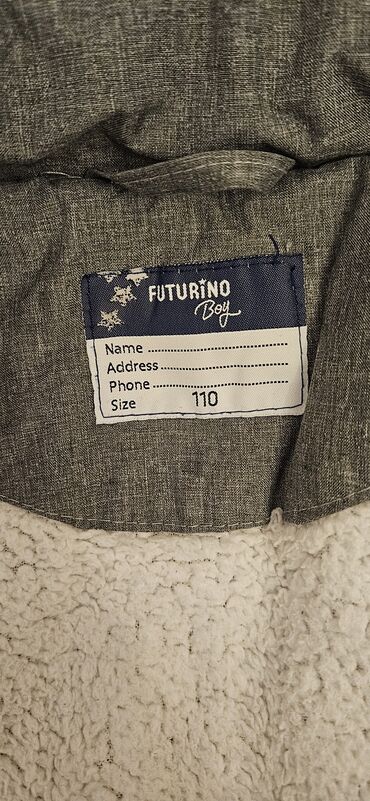 FUTURINO
Boy
Name ................................
Address .............................
Phone ...............................
Size 110